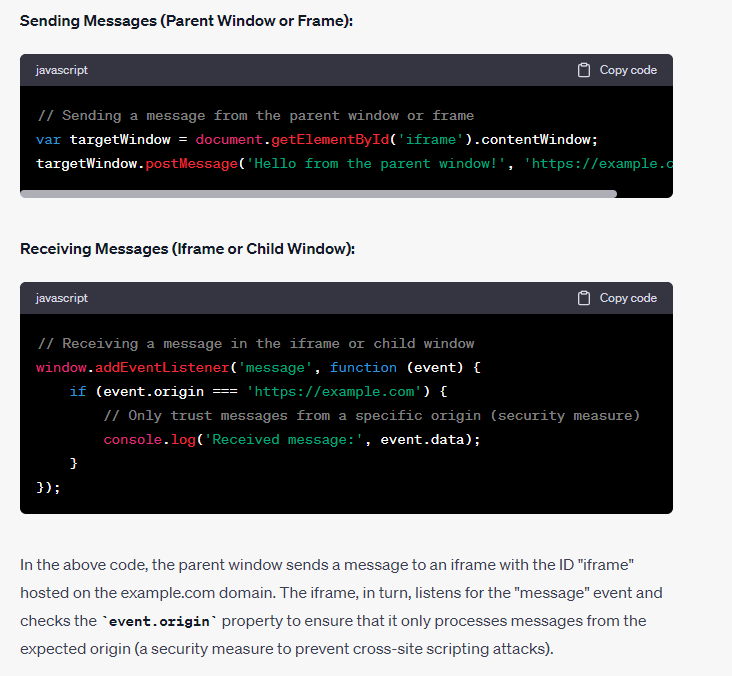 Sending Messages (Parent Window or Frame):
javascript
Copy code
// Sending a message from the parent window or frame
var targetWindow = document.getElementById('iframe').contentWindow;
targetWindow.postMessage('Hello from the parent window!', 'https://example.c
Receiving Messages (Iframe or Child Window):
javascript
Copy code
// Receiving a message in the iframe or child window
window.addEventListener('message', function (event) {
    if (event.origin === 'https://example.com') {
        // Only trust messages from a specific origin (security measure)
        console.log('Received message:', event.data);
    }
});
In the above code, the parent window sends a message to an iframe with the ID "iframe"
hosted on the example.com domain. The iframe, in turn, listens for the "message" event and
checks the `event.origin` property to ensure that it only processes messages from the
expected origin (a security measure to prevent cross-site scripting attacks).